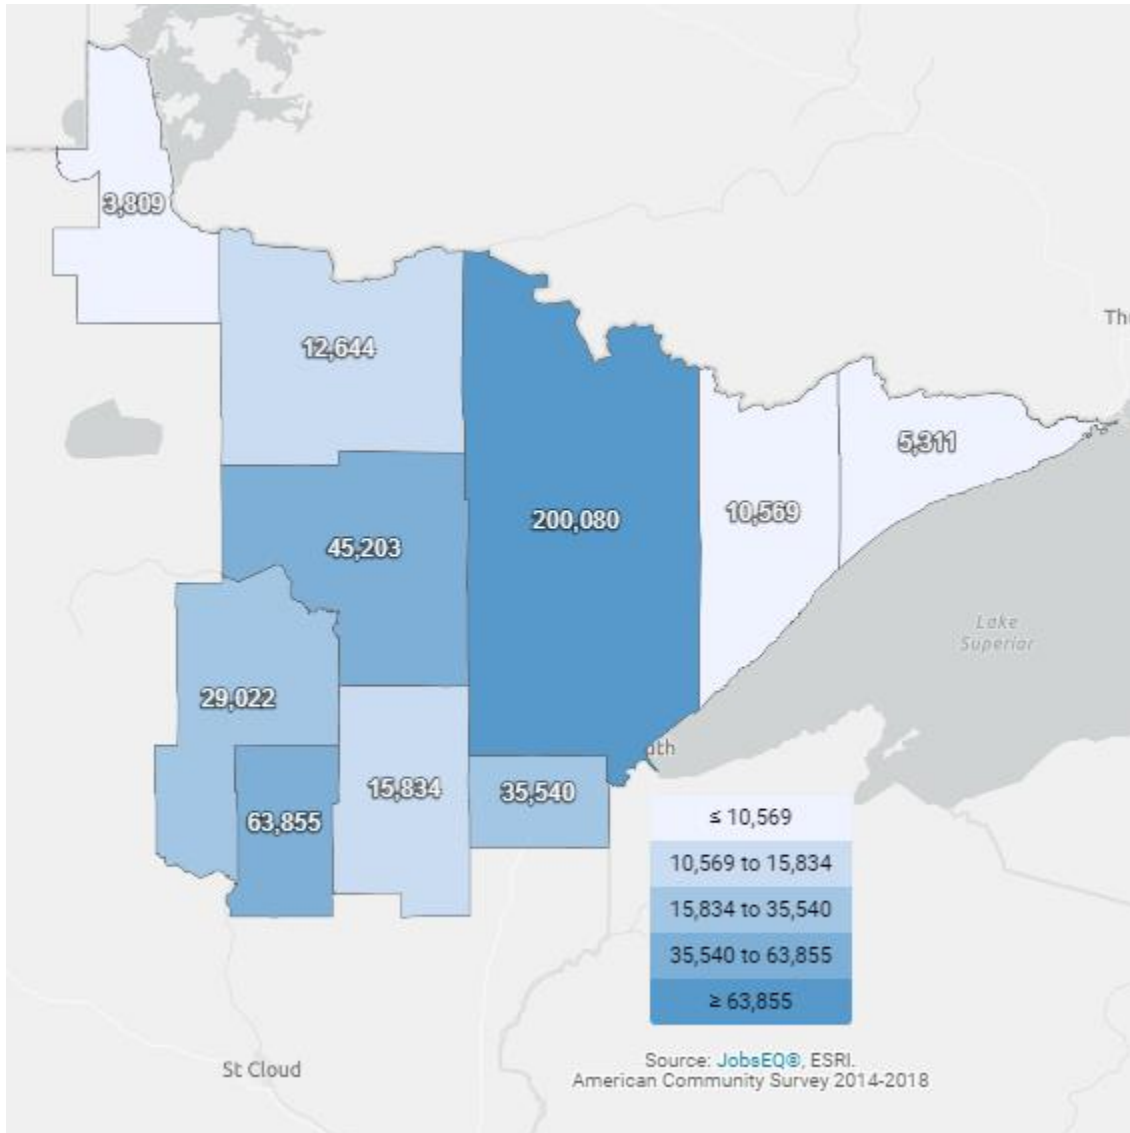 3,809
12,644
Th
5,311
10,569
200,080
45,203
Lake
Superior
29,022
uth
15,834
35,540
63,855
≤ 10,569
10,569 to 15,834
15,834 to 35,540
35,540 to 63,855
≥ 63,855
St Cloud
Source: JobsEQ®, ESRI.
American Community Survey 2014-2018